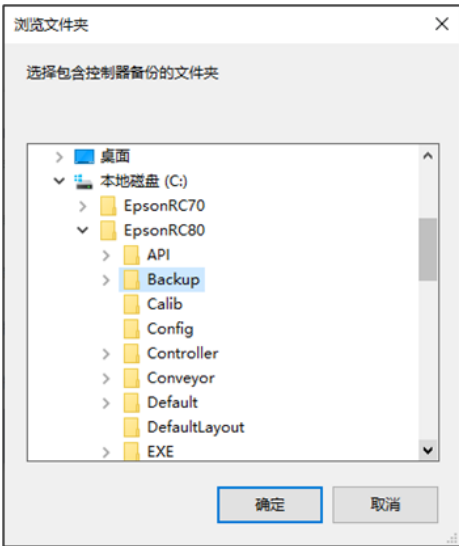 浏览文件夹
选择包含控制器备份的文件夹
桌面
本地磁盘 (C:)
EpsonRC70
EpsonRC80
API
Backup
Calib
Config
Controller
Conveyor
Default
DefaultLayout
EXE
确定 取消